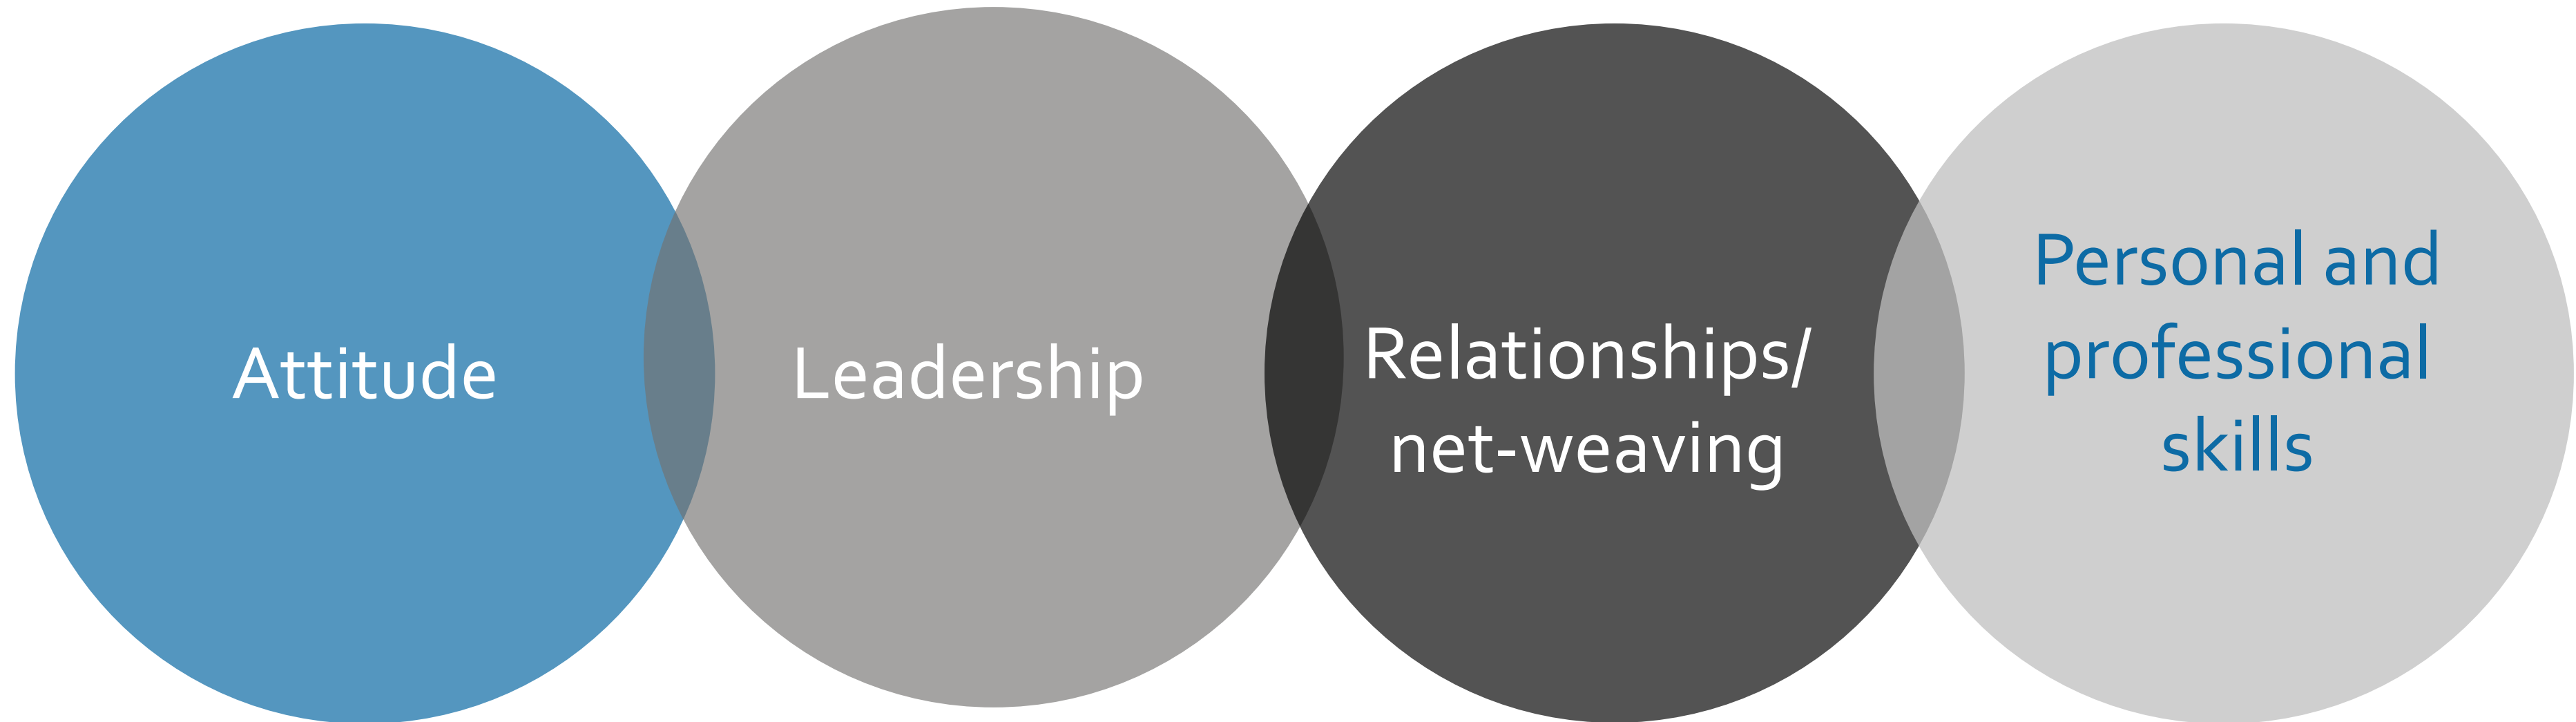 Attitude
Leadership
Relationships/
net-weaving
Personal and
professional
skills